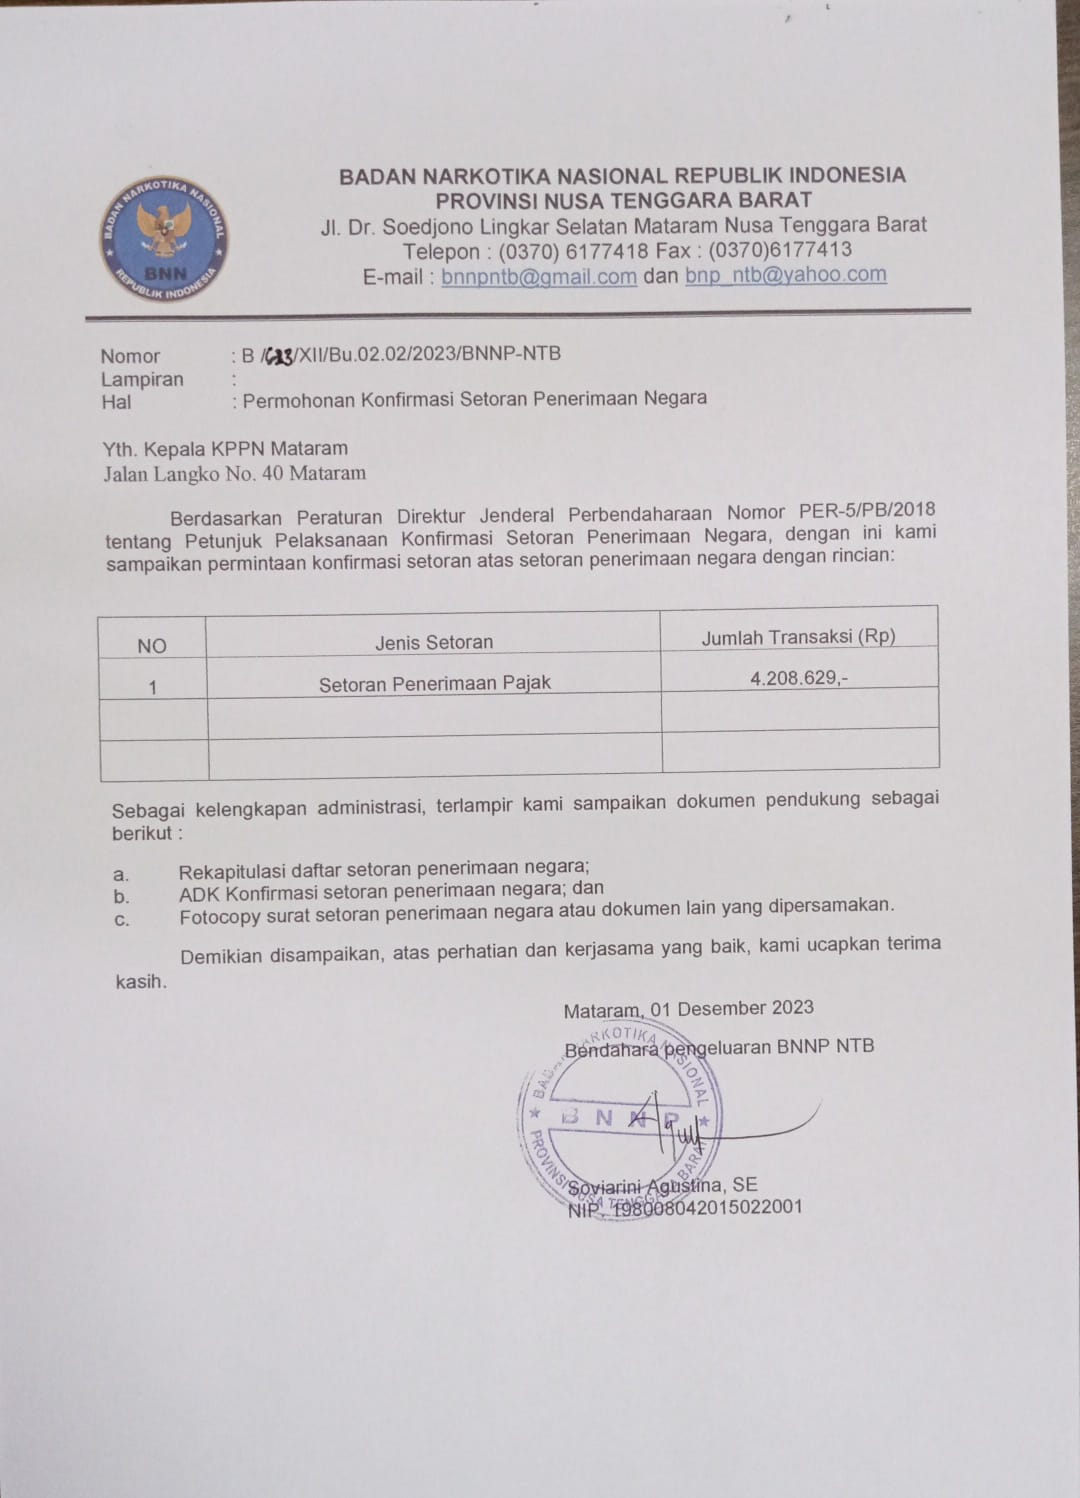 BADAN NARKOTIKA NASIONAL
BNN
REPUBLIK INDONESIA
BADAN NARKOTIKA NASIONAL REPUBLIK INDONESIA
PROVINSI NUSA TENGGARA BARAT
Jl. Dr. Soedjono Lingkar Selatan Mataram Nusa Tenggara Barat
Telepon : (0370) 6177418 Fax : (0370)6177413
E-mail : bnnpntb@gmail.com dan bnp_ntb@yahoo.com
Nomor : B / /XII/Bu.02.02/2023/BNNP-NTB
Lampiran :
Hal : Permohonan Konfirmasi Setoran Penerimaan Negara
Yth. Kepala KPPN Mataram
Jalan Langko No. 40 Mataram
Berdasarkan Peraturan Direktur Jenderal Perbendaharaan Nomor PER-5/PB/2018
tentang Petunjuk Pelaksanaan Konfirmasi Setoran Penerimaan Negara, dengan ini kami
sampaikan permintaan konfirmasi setoran atas setoran penerimaan negara dengan rincian:
NO Jenis Setoran Jumlah Transaksi (Rp)
1 Setoran Penerimaan Pajak 4.208.629,-
Sebagai kelengkapan administrasi, terlampir kami sampaikan dokumen pendukung sebagai
berikut :
a. Rekapitulasi daftar setoran penerimaan negara;
b. ADK Konfirmasi setoran penerimaan negara; dan
c. Fotocopy surat setoran penerimaan negara atau dokumen lain yang dipersamakan.
Demikian disampaikan, atas perhatian dan kerjasama yang baik, kami ucapkan terima
kasih.
Mataram, 01 Desember 2023
Bendahara pengeluaran BNNP NTB
BADAN NARKOTIKA NASIONAL
BNNP
PROVINSI NUSA TENGGARA BARAT
Soviarini Agustina, SE
NIP. 198008042015022001